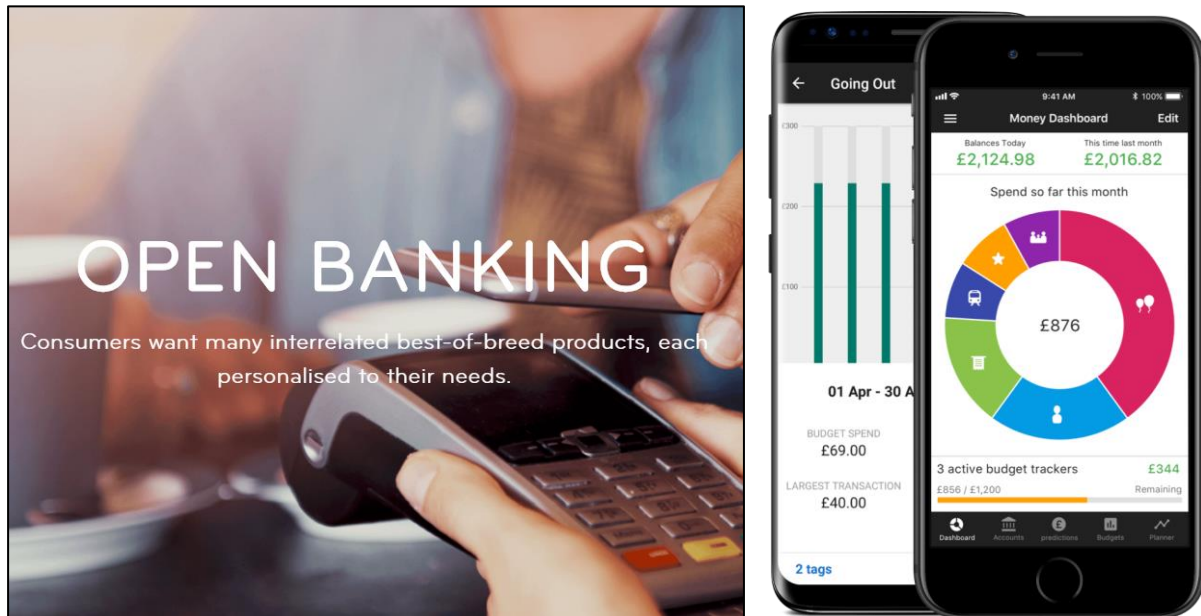 OPEN BANKING
Consumers want many interrelated best-of-breed products, each
personalised to their needs.
Going Out
£300
£200
£100
01 Apr - 30 A
BUDGET SPEND
£69.00
LARGEST TRANSACTION
£40.00
2 tags
9:41 AM
100%
Money Dashboard
Edit
Balances Today
This time last month
£2,124.98
£2,016.82
Spend so far this month
£876
3 active budget trackers
£344
£856 / £1,200
Remaining
Dashboard
Accounts
predictions
Budgets
Planner